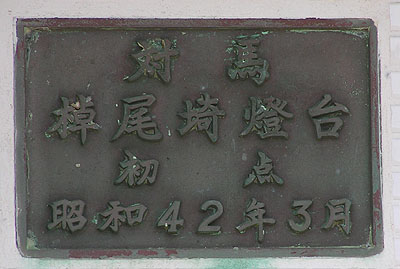 対馬
棹尾埼燈台
初点
昭和42年3月